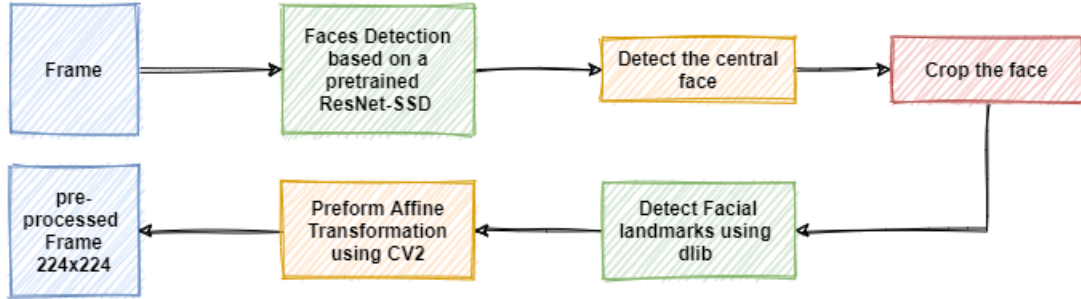 Frame
Faces Detection
based on a
pretrained
ResNet-SSD
Detect the central
face
Crop the face
Detect Facial
landmarks using
dlib
Preform Affine
Transformation
using CV2
pre-
processed
Frame
224x224